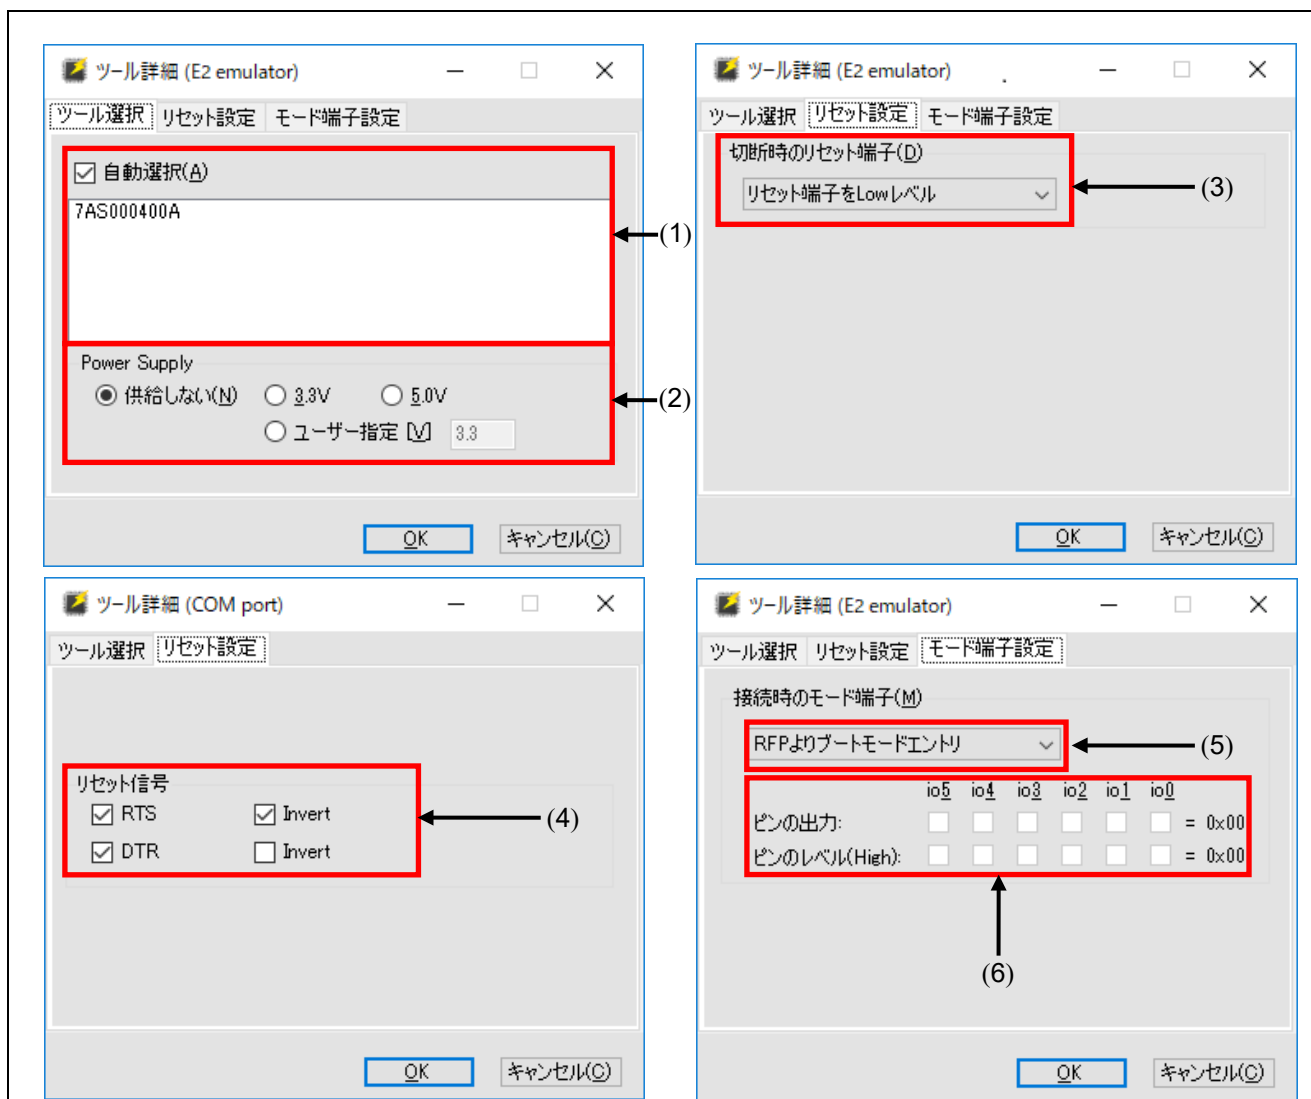 ツール詳細 (E2 emulator)
ツール選択 リセット設定 モード端子設定
自動選択(A)
7AS000400A
(1)
Power Supply
供給しない(N) 3.3V 5.0V
ユーザー指定 [V] 3.3
(2)
OK キャンセル(C)
ツール詳細 (E2 emulator)
ツール選択 リセット設定 モード端子設定
切断時のリセット端子(D)
リセット端子をLowレベル
(3)
OK キャンセル(C)
ツール詳細 (COM port)
ツール選択 リセット設定
リセット信号
RTS Invert
DTR Invert
(4)
OK キャンセル(C)
ツール詳細 (E2 emulator)
ツール選択 リセット設定 モード端子設定
接続時のモード端子(M)
RFPよりブートモードエントリ
(5)
io5 io4 io3 io2 io1 io0
ピンの出力: = 0x00
ピンのレベル(High): = 0x00
(6)
OK キャンセル(C)